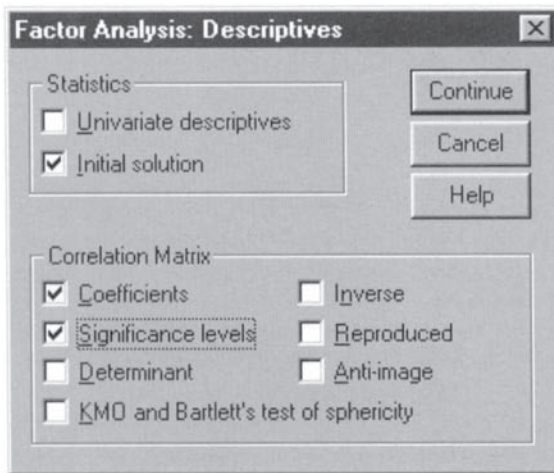 Factor Analysis: Descriptives
Statistics
Univariate descriptives
Initial solution
Continue
Cancel
Help
Correlation Matrix
Coefficients
Inverse
Significance levels
Reproduced
Determinant
Anti-image
KMO and Bartlett's test of sphericity